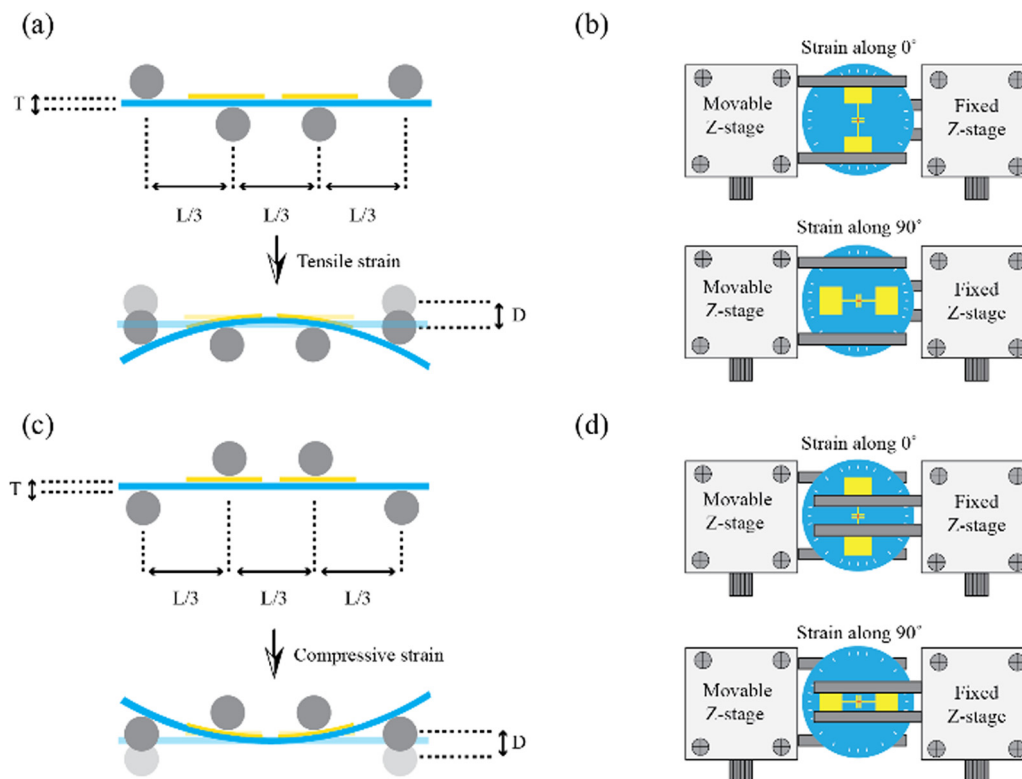 (a)
T
L/3
L/3
L/3
Tensile strain
D
(b)
Strain along 0°
Movable
Z-stage
Fixed
Z-stage
Strain along 90°
Movable
Z-stage
Fixed
Z-stage
(c)
T
L/3
L/3
L/3
Compressive strain
D
(d)
Strain along 0°
Movable
Z-stage
Fixed
Z-stage
Strain along 90°
Movable
Z-stage
Fixed
Z-stage